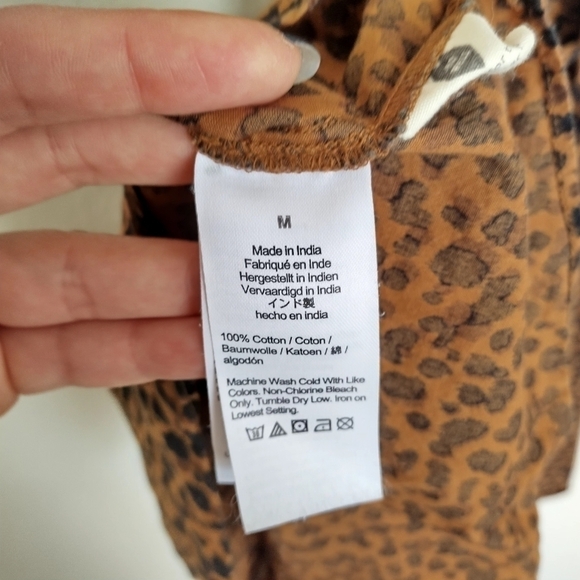 M
Made in India
Fabriqué en Inde
Hergestellt in Indien
Vervaardigd in India
インド製
hecho en india
100% Cotton / Coton /
Baumwolle / Katoen / 綿 /
algodón
Machine Wash Cold With Like
Colors. Non-Chlorine Bleach
Only. Tumble Dry Low. Iron on
Lowest Setting.